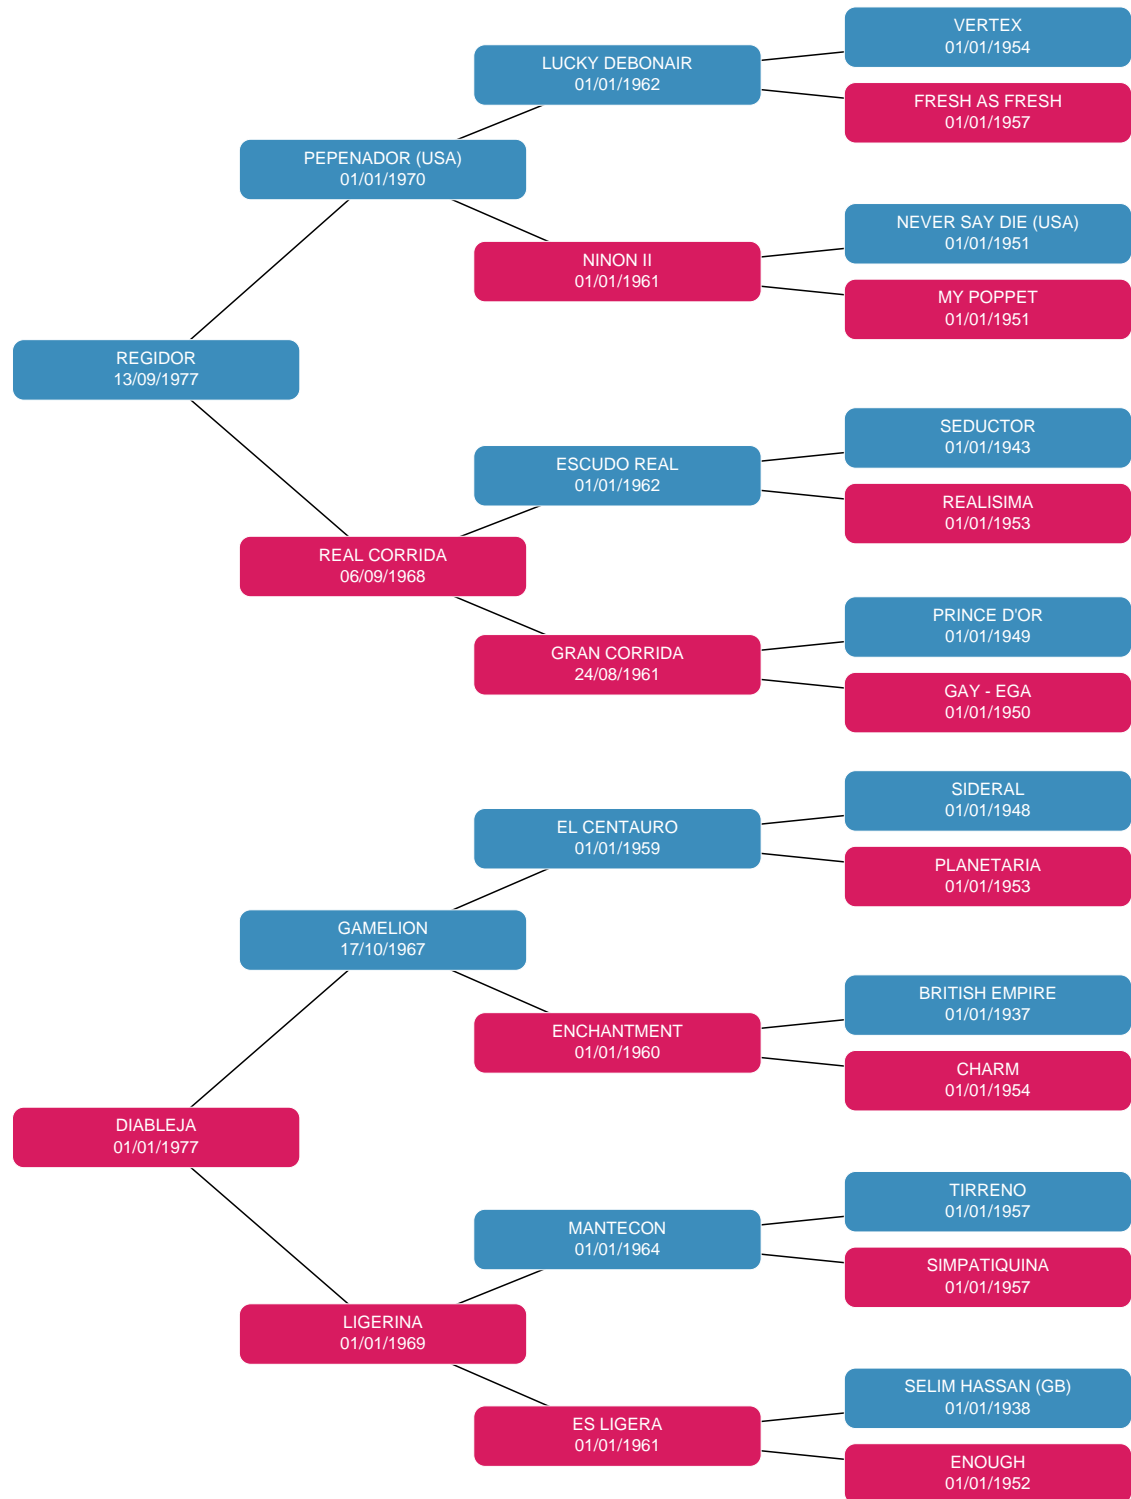 VERTEX
01/01/1954
LUCKY DEBONAIR
01/01/1962
FRESH AS FRESH
01/01/1957
PEPENADOR (USA)
01/01/1970
NEVER SAY DIE (USA)
01/01/1951
NINON II
01/01/1961
MY POPPET
01/01/1951
REGIDOR
13/09/1977
SEDUCTOR
01/01/1943
ESCUDO REAL
01/01/1962
REALISIMA
01/01/1953
REAL CORRIDA
06/09/1968
PRINCE D'OR
01/01/1949
GRAN CORRIDA
24/08/1961
GAY - EGA
01/01/1950
SIDERAL
01/01/1948
EL CENTAURO
01/01/1959
PLANETARIA
01/01/1953
GAMELION
17/10/1967
BRITISH EMPIRE
01/01/1937
ENCHANTMENT
01/01/1960
CHARM
01/01/1954
DIABLEJA
01/01/1977
TIRRENO
01/01/1957
MANTECON
01/01/1964
SIMPATIQUINA
01/01/1957
LIGERINA
01/01/1969
SELIM HASSAN (GB)
01/01/1938
ES LIGERA
01/01/1961
ENOUGH
01/01/1952